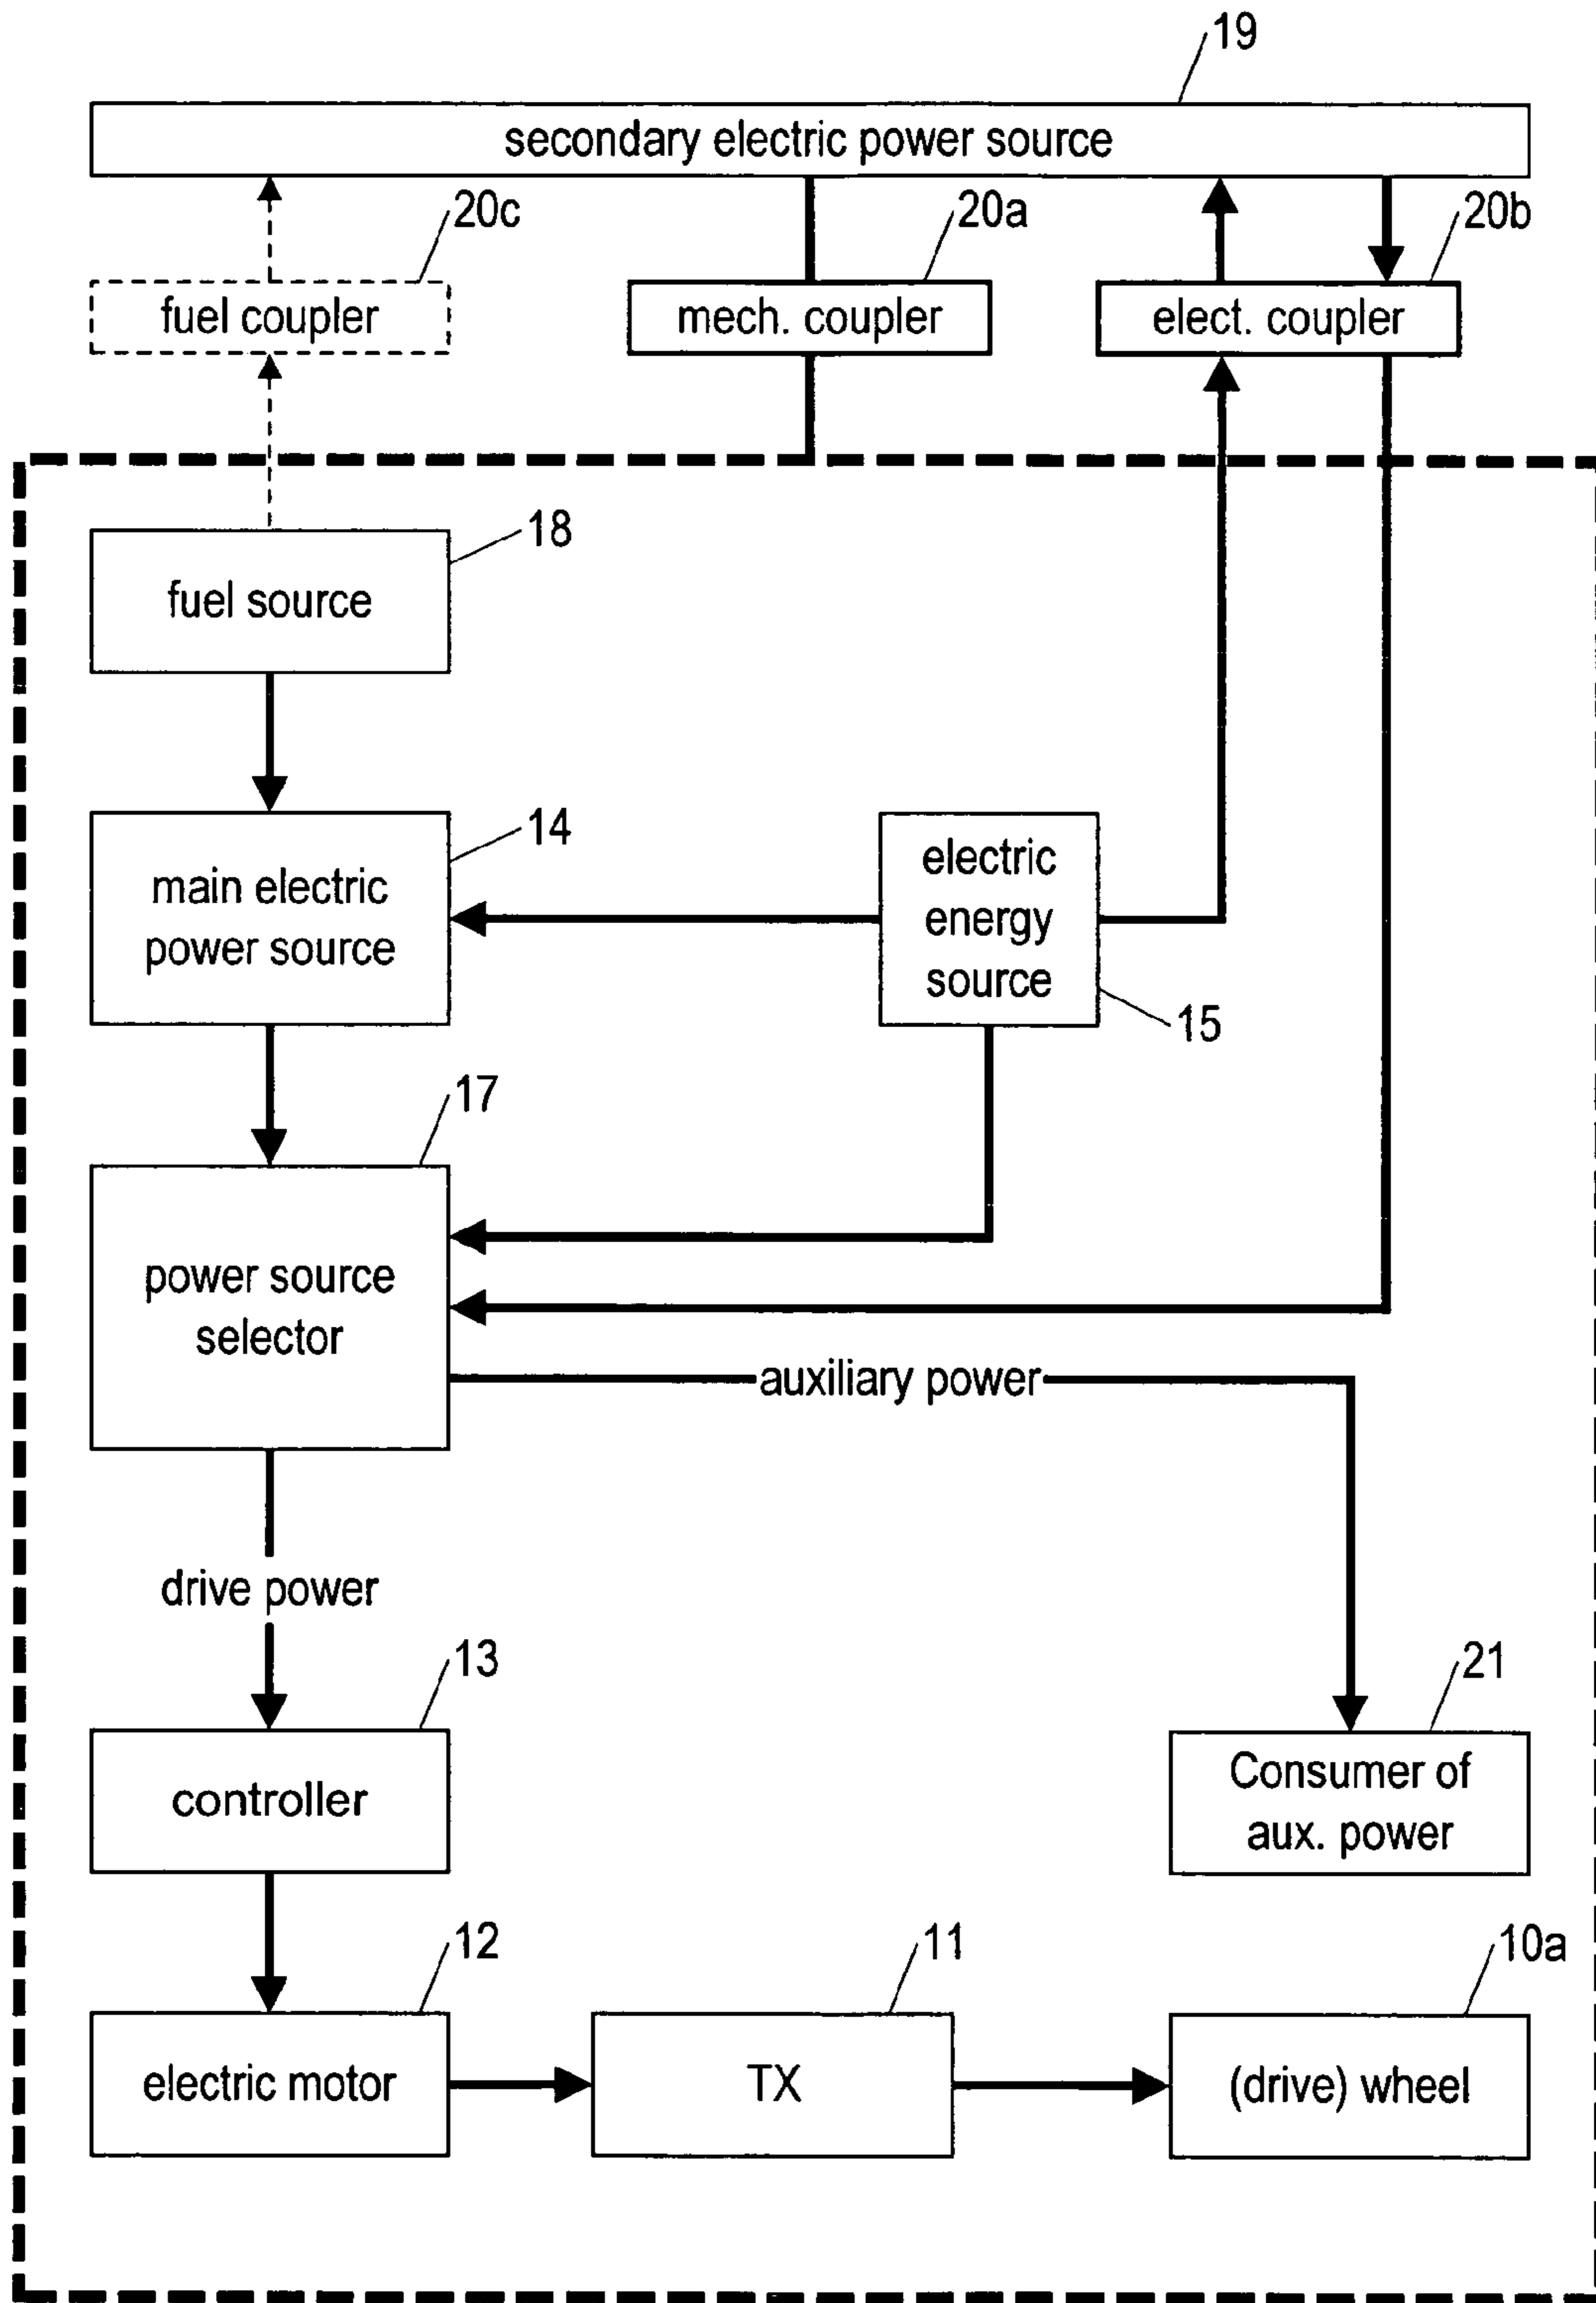 19
secondary electric power source
20c
20a
20b
fuel coupler
mech. coupler
elect. coupler
18
fuel source
14
main electric
power source
electric
energy
source
15
17
power source
selector
auxiliary power
drive power
13
controller
21
Consumer of
aux. power
12
electric motor
11
TX
10a
(drive) wheel